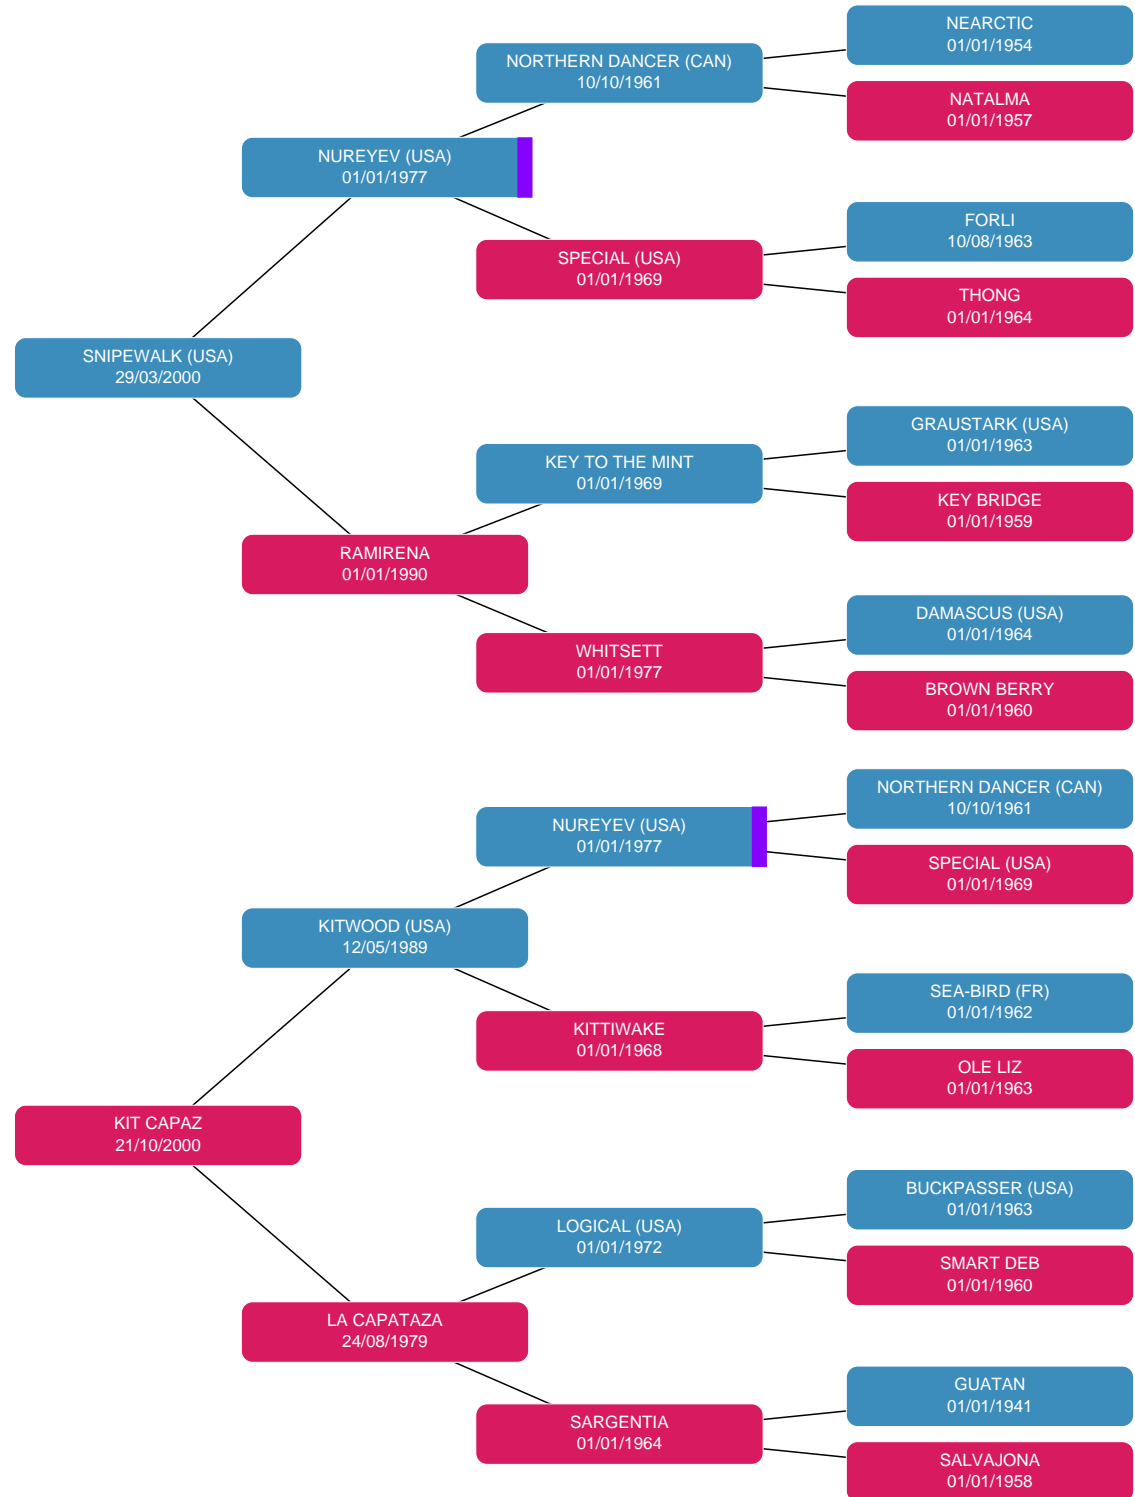 NEARCTIC
01/01/1954
NORTHERN DANCER (CAN)
10/10/1961
NATALMA
01/01/1957
NUREYEV (USA)
01/01/1977
FORLI
10/08/1963
SPECIAL (USA)
01/01/1969
THONG
01/01/1964
SNIPEWALK (USA)
29/03/2000
GRAUSTARK (USA)
01/01/1963
KEY TO THE MINT
01/01/1969
KEY BRIDGE
01/01/1959
RAMIRENA
01/01/1990
DAMASCUS (USA)
01/01/1964
WHITSETT
01/01/1977
BROWN BERRY
01/01/1960
NORTHERN DANCER (CAN)
10/10/1961
NUREYEV (USA)
01/01/1977
SPECIAL (USA)
01/01/1969
KITWOOD (USA)
12/05/1989
SEA-BIRD (FR)
01/01/1962
KITTIWAKE
01/01/1968
OLE LIZ
01/01/1963
KIT CAPAZ
21/10/2000
BUCKPASSER (USA)
01/01/1963
LOGICAL (USA)
01/01/1972
SMART DEB
01/01/1960
LA CAPATAZA
24/08/1979
GUATAN
01/01/1941
SARGENTIA
01/01/1964
SALVAJONA
01/01/1958